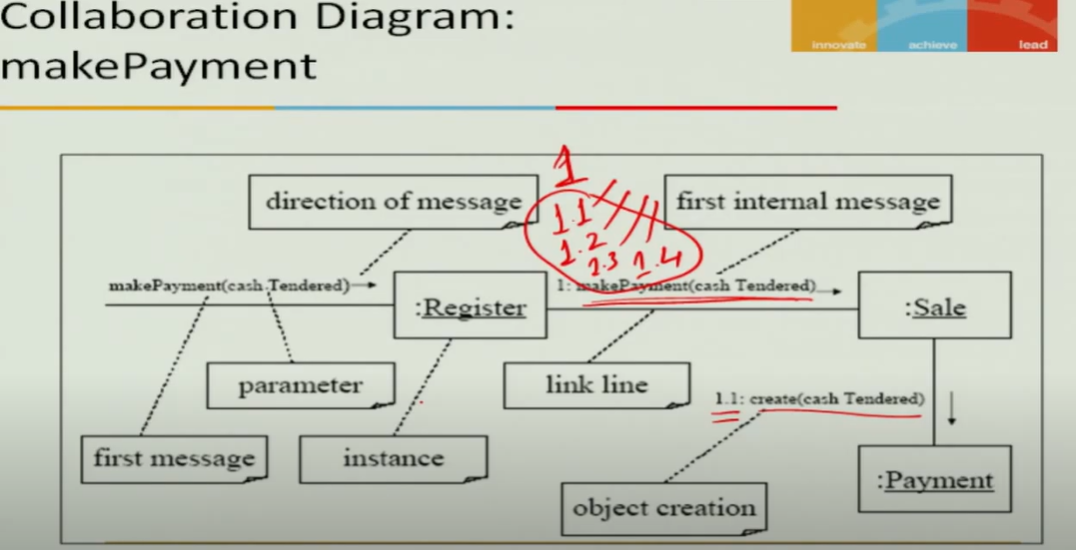 Collaboration Diagram:
makePayment
innovate achieve lead
1
direction of message
1.1
first internal message
1.2
1.3 1.4
makePayment(cash Tendered)
1: makePayment(cash Tendered)
:Register
:Sale
parameter
link line
1.1: create(cash Tendered)
first message
instance
:Payment
object creation